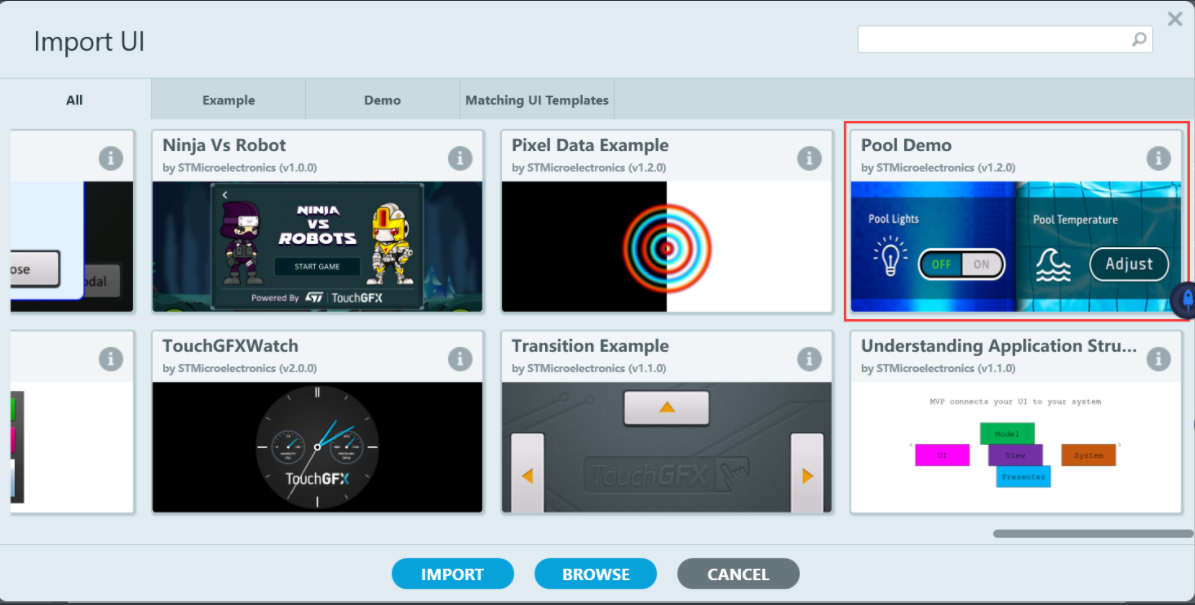 Import UI
All
Example
Demo
Matching UI Templates
ose
odal
Ninja Vs Robot
by STMicroelectronics (v1.0.0)
NINJA
VS
ROBOTS
START GAME
Powered By ST TouchGFX
Pixel Data Example
by STMicroelectronics (v1.2.0)
Pool Demo
by STMicroelectronics (v1.2.0)
Pool Lights
OFF ON
Pool Temperature
Adjust
TouchGFXWatch
by STMicroelectronics (v2.0.0)
TouchGFX
Transition Example
by STMicroelectronics (v1.1.0)
TouchGFX
Understanding Application Stru...
by STMicroelectronics (v1.1.0)
MVP connects your UI to your system
Model
UI
View
System
Presenter
IMPORT
BROWSE
CANCEL